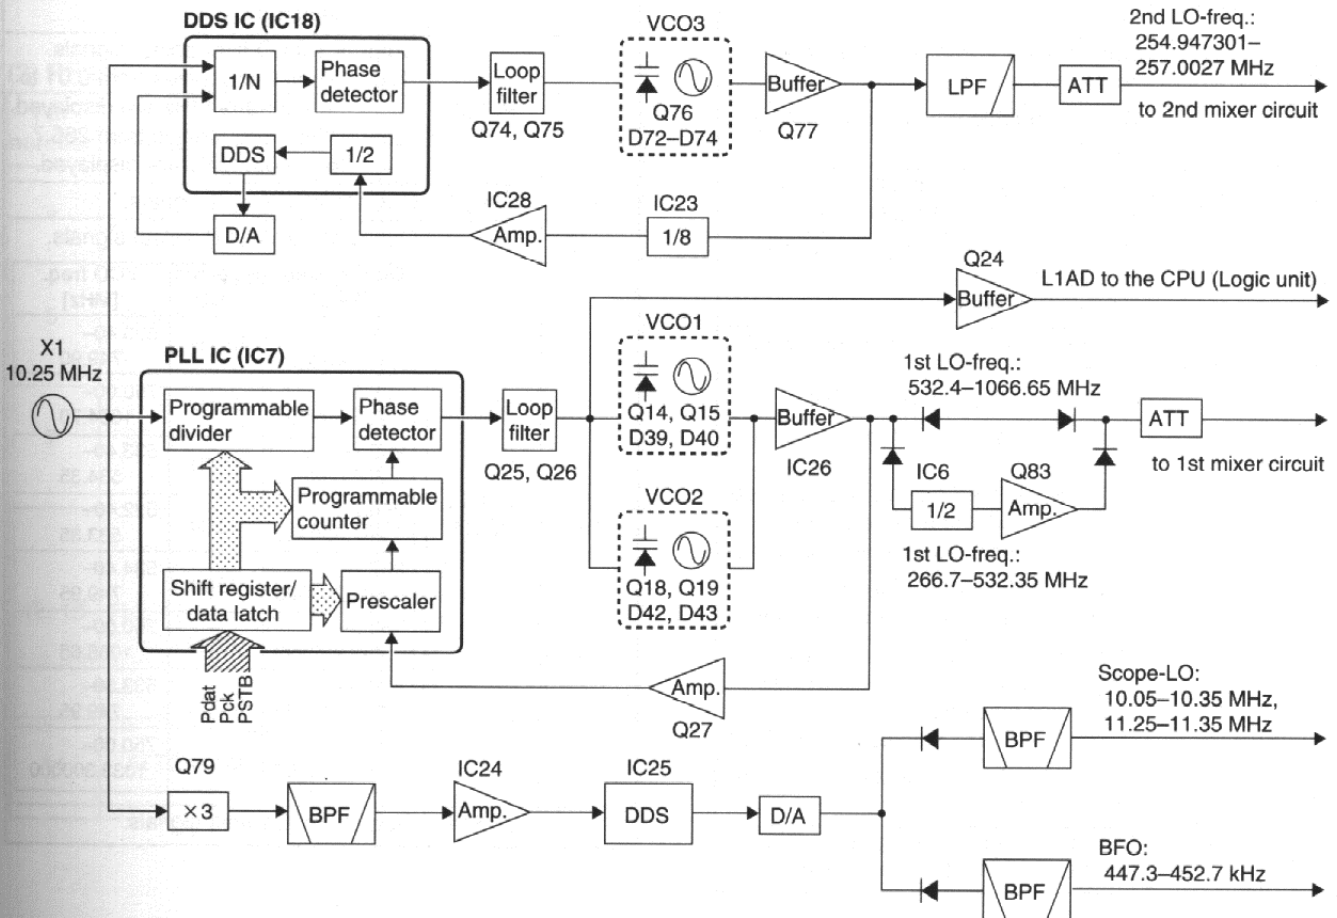 DDS IC (IC18)
1/N
Phase
detector
DDS
1/2
D/A
Loop
filter
Q74, Q75
VCO3
Q76
D72–D74
Buffer
Q77
LPF
ATT
2nd LO-freq.:
254.947301–
257.0027 MHz
to 2nd mixer circuit
IC28
Amp.
IC23
1/8
Q24
Buffer
L1AD to the CPU (Logic unit)
X1
10.25 MHz
PLL IC (IC7)
Programmable
divider
Phase
detector
Programmable
counter
Shift register/
data latch
Prescaler
Pdat
Pck
PSTB
Loop
filter
Q25, Q26
VCO1
Q14, Q15
D39, D40
VCO2
Q18, Q19
D42, D43
Buffer
IC26
1st LO-freq.:
532.4–1066.65 MHz
ATT
to 1st mixer circuit
IC6
1/2
Q83
Amp.
1st LO-freq.:
266.7–532.35 MHz
Amp.
Q27
Q79
×3
BPF
IC24
Amp.
IC25
DDS
D/A
BPF
Scope-LO:
10.05–10.35 MHz,
11.25–11.35 MHz
BPF
BFO:
447.3–452.7 kHz